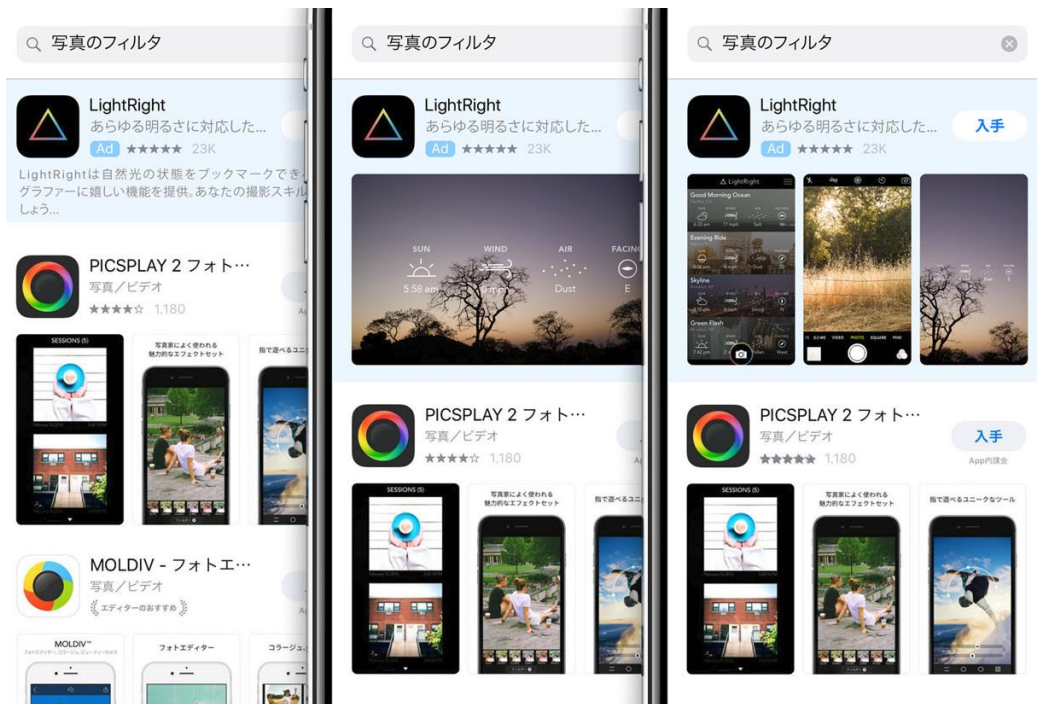 写真のフィルタ
LightRight
あらゆる明るさに対応した...
Ad ★★★★★ 23K
LightRightは自然光の状態をブックマークでき
グラファーに嬉しい機能を提供。あなたの撮影スキル
しょう...
PICSPLAY 2 フォト…
写真／ビデオ
★★★★☆ 1,180
SESSIONS (5)
写真家によく使われる
魅力的なエフェクトセット
指で遊べるユニ
MOLDIV - フォトエ…
写真／ビデオ
エディターのおすすめ
MOLDIV™
フォトエディター
コラージュ
写真のフィルタ
LightRight
あらゆる明るさに対応した...
Ad ★★★★★ 23K
SUN WIND AIR FACING
5:58 am 0 mph Dust E
PICSPLAY 2 フォト…
写真／ビデオ
★★★★☆ 1,180
SESSIONS (5)
写真家によく使われる
魅力的なエフェクトセット
指で遊べるユニ
写真のフィルタ
LightRight
あらゆる明るさに対応した...
入手
Ad ★★★★★ 23K
LightRight
Good Morning Ocean
Evening Ride
Skyline
Green Flash
VIDEO PHOTO SQUARE
PICSPLAY 2 フォト…
写真／ビデオ
入手
★★★★★ 1,180
App内課金
SESSIONS (5)
写真家によく使われる
魅力的なエフェクトセット
指で遊べるユニークなツール